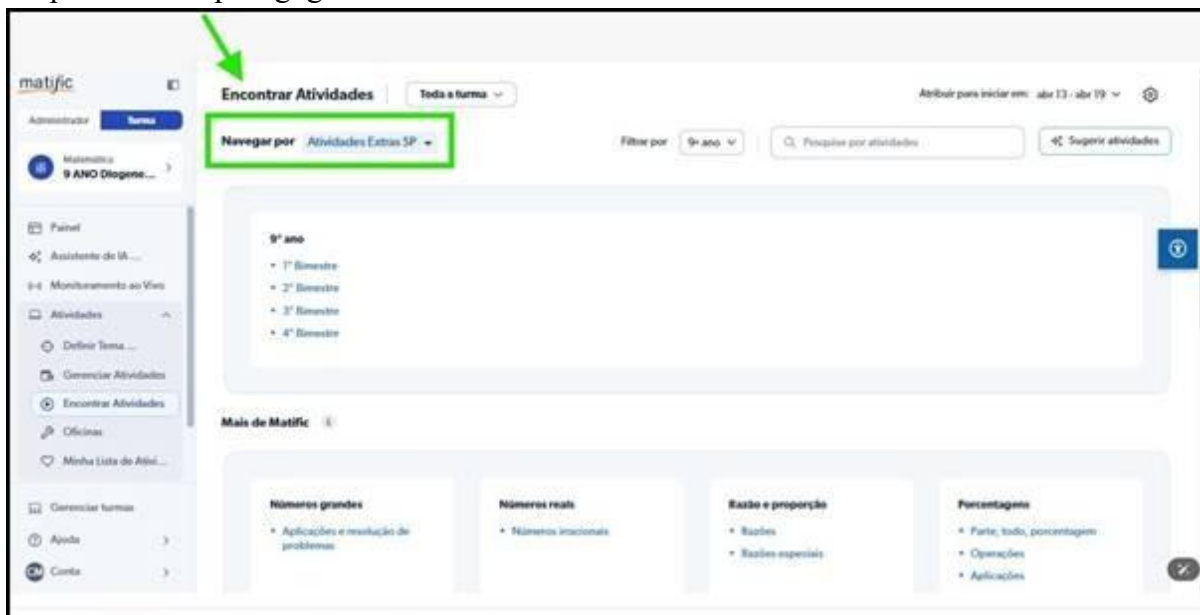 matific
Encontrar Atividades
Toda a turma
Atribuir para iniciar em: abr 13 - abr 19
Administrador
Turma
Navegar por Atividades Extras SP
Filtrar por
9º ano
Pesquise por atividades
Sugerir atividades
Matemática
9 ANO Diogene...
Painel
Assistente de IA ...
Monitoramento ao Vivo
Atividades
Definir Tema ...
Gerenciar Atividades
Encontrar Atividades
Oficinas
Minha Lista de Ativi...
Gerenciar turmas
Ajuda
CM Conta
9º ano
• 1º Bimestre
• 2º Bimestre
• 3º Bimestre
• 4º Bimestre
Mais de Matific
Números grandes
• Aplicações e resolução de
problemas
Números reais
• Números irracionais
Razão e proporção
• Razões
• Razões especiais
Porcentagens
• Parte, todo, porcentagem
• Operações
• Aplicações